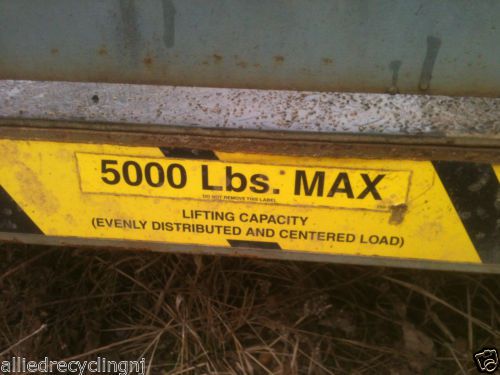 5000 Lbs. MAX
DO NOT REMOVE THIS LABEL
LIFTING CAPACITY
(EVENLY DISTRIBUTED AND CENTERED LOAD)
alliedrecyclingnj